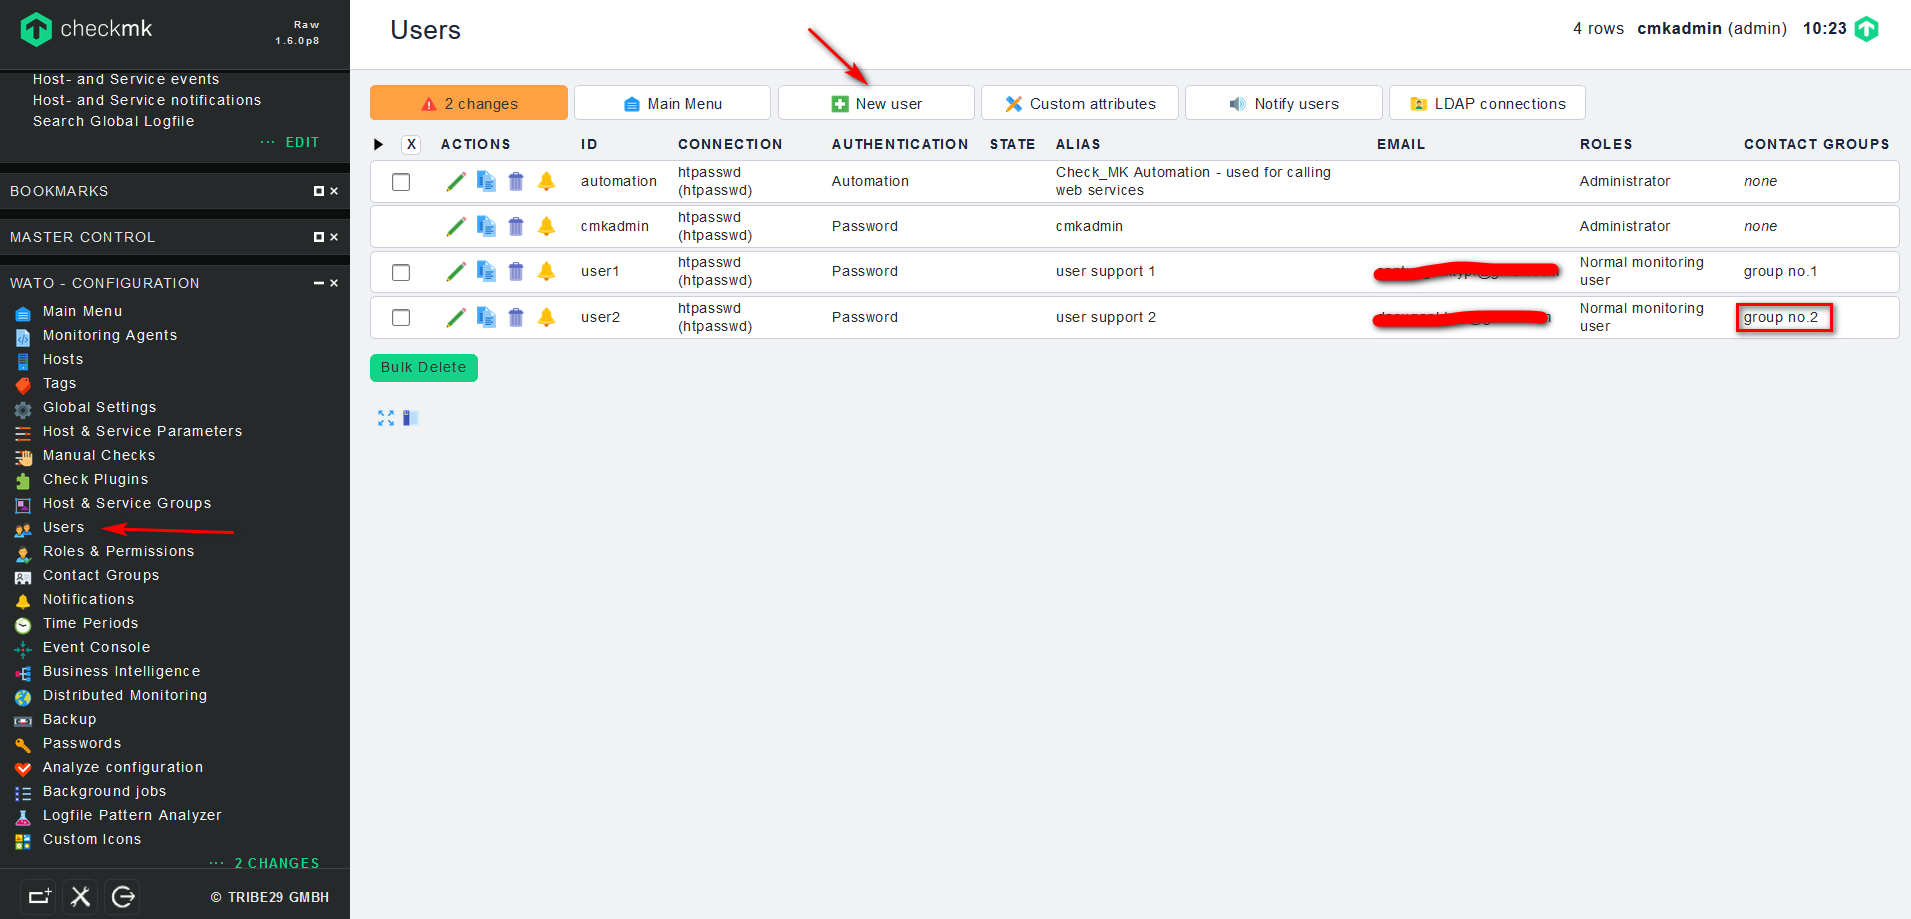 checkmk
Raw
1.6.0p8
Host- and Service events
Host- and Service notifications
Search Global Logfile
··· EDIT
BOOKMARKS
MASTER CONTROL
WATO - CONFIGURATION
Main Menu
Monitoring Agents
Hosts
Tags
Global Settings
Host & Service Parameters
Manual Checks
Check Plugins
Host & Service Groups
Users
Roles & Permissions
Contact Groups
Notifications
Time Periods
Event Console
Business Intelligence
Distributed Monitoring
Backup
Passwords
Analyze configuration
Background jobs
Logfile Pattern Analyzer
Custom Icons
··· 2 CHANGES
© TRIBE29 GMBH
Users
4 rows cmkadmin (admin) 10:23
2 changes Main Menu New user Custom attributes Notify users LDAP connections
X ACTIONS ID CONNECTION AUTHENTICATION STATE ALIAS EMAIL ROLES CONTACT GROUPS
automation htpasswd (htpasswd) Automation Check_MK Automation - used for calling web services Administrator none
cmkadmin htpasswd (htpasswd) Password cmkadmin Administrator none
user1 htpasswd (htpasswd) Password user support 1 Normal monitoring user group no.1
user2 htpasswd (htpasswd) Password user support 2 Normal monitoring user group no.2
Bulk Delete